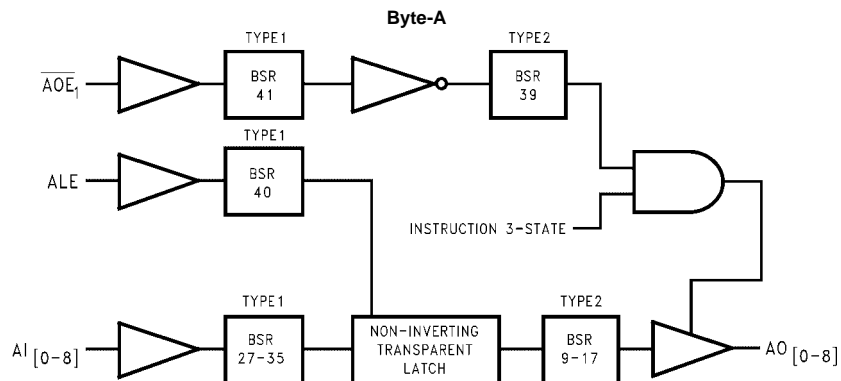 Byte-A
TYPE1
TYPE2
AOE1
BSR
41
BSR
39
TYPE1
ALE
BSR
40
INSTRUCTION 3-STATE
TYPE1
TYPE2
AI[0-8]
BSR
27-35
NON-INVERTING
TRANSPARENT
LATCH
BSR
9-17
AO[0-8]